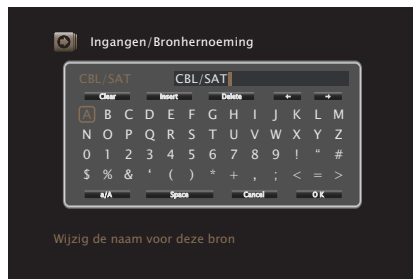 Ingangen/Bronhernoeming
CBL/SAT CBL/SAT
Clear Insert Delete ← →
A B C D E F G H I J K L M
N O P Q R S T U V W X Y Z
0 1 2 3 4 5 6 7 8 9 ! “ #
$ % & ‘ ( ) * + , ; < = >
a/A Space Cancel OK
Wijzig de naam voor deze bron